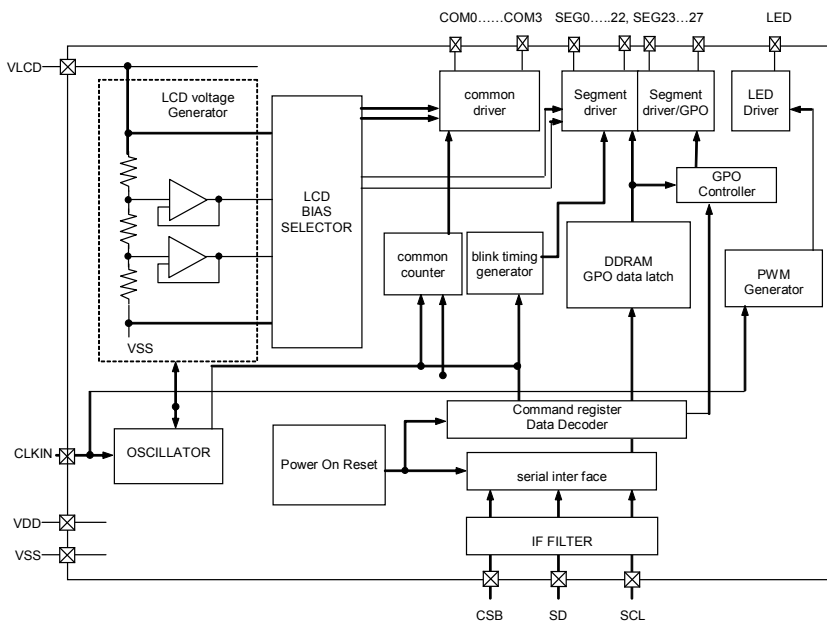 COM0……COM3
SEG0…..22, SEG23…27
LED
VLCD
LCD voltage
Generator
common
driver
Segment
driver
Segment
driver/GPO
LED
Driver
LCD
BIAS
SELECTOR
GPO
Controller
common
counter
blink timing
generator
DDRAM
GPO data latch
PWM
Generator
VSS
Command register
Data Decoder
CLKIN
OSCILLATOR
Power On Reset
serial inter face
VDD
VSS
IF FILTER
CSB
SD
SCL